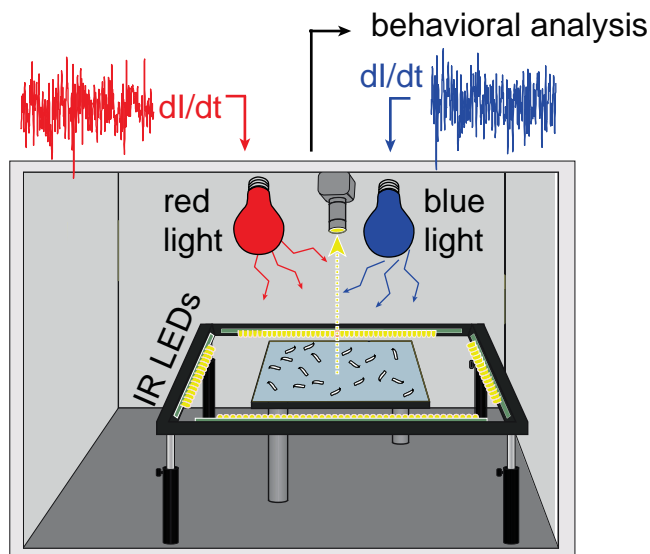 behavioral analysis
dI/dt
dI/dt
red
light
blue
light
IR LEDs